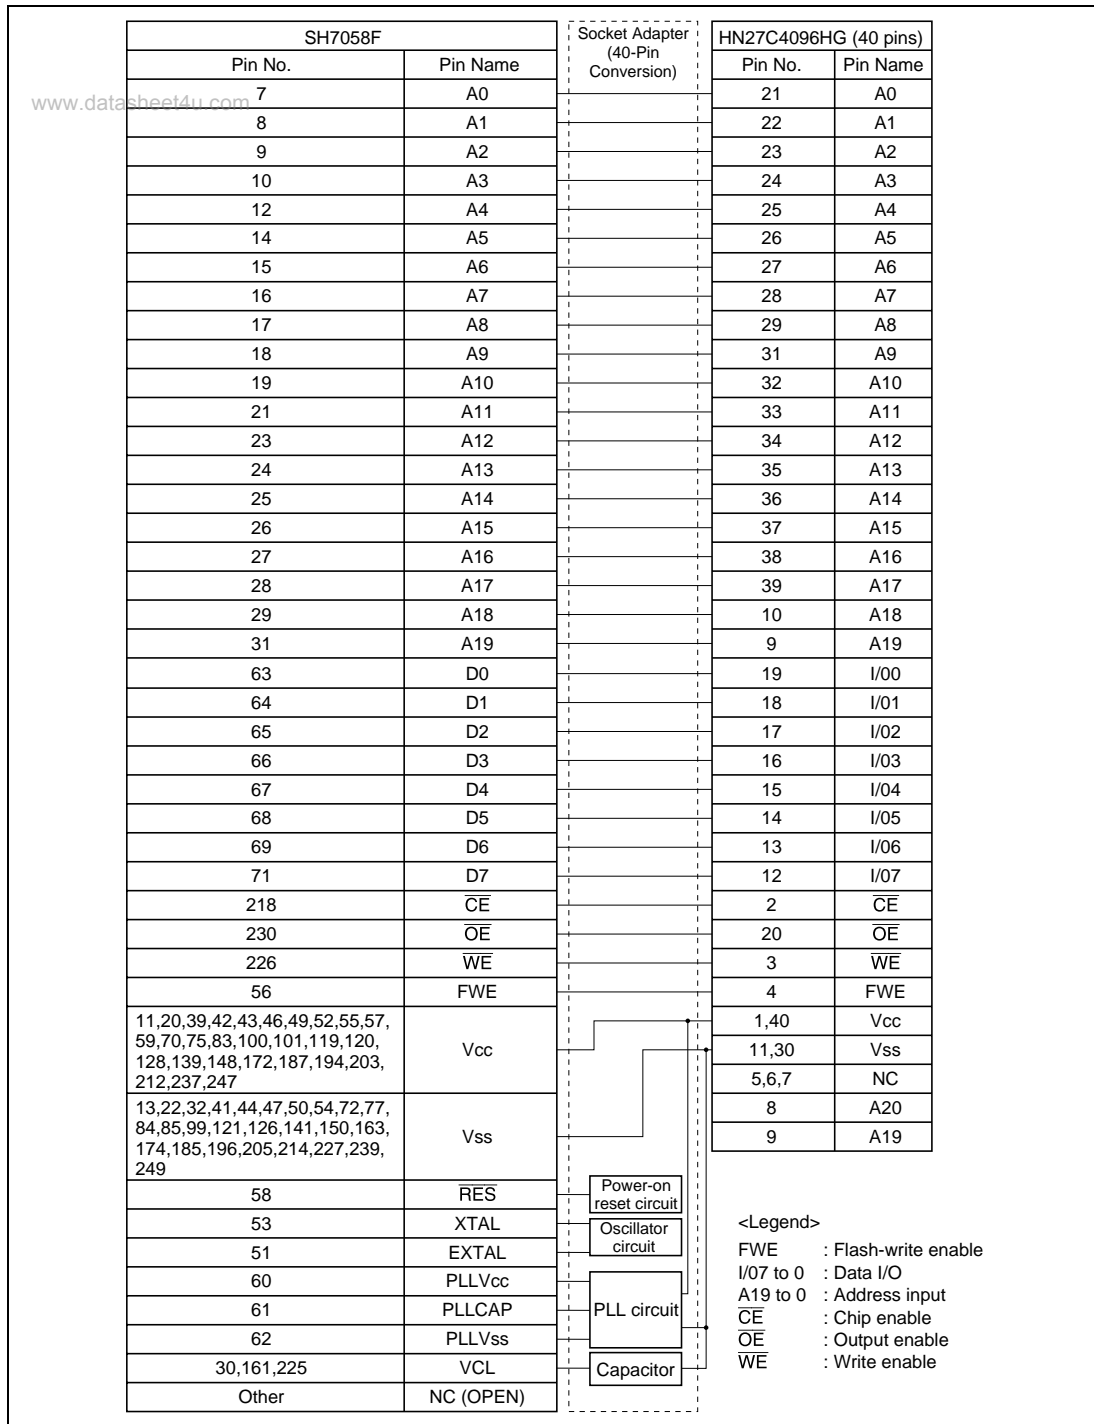 SH7058F
Socket Adapter
(40-Pin
Conversion)
HN27C4096HG (40 pins)
Pin No. Pin Name Pin No. Pin Name
www.datasheet4u.com
7 A0 21 A0
8 A1 22 A1
9 A2 23 A2
10 A3 24 A3
12 A4 25 A4
14 A5 26 A5
15 A6 27 A6
16 A7 28 A7
17 A8 29 A8
18 A9 31 A9
19 A10 32 A10
21 A11 33 A11
23 A12 34 A12
24 A13 35 A13
25 A14 36 A14
26 A15 37 A15
27 A16 38 A16
28 A17 39 A17
29 A18 10 A18
31 A19 9 A19
63 D0 19 I/00
64 D1 18 I/01
65 D2 17 I/02
66 D3 16 I/03
67 D4 15 I/04
68 D5 14 I/05
69 D6 13 I/06
71 D7 12 I/07
218 C̅E̅ 2 C̅E̅
230 O̅E̅ 20 O̅E̅
226 W̅E̅ 3 W̅E̅
56 FWE 4 FWE
11,20,39,42,43,46,49,52,55,57,
59,70,75,83,100,101,119,120,
128,139,148,172,187,194,203,
212,237,247
Vcc
1,40 Vcc
11,30 Vss
5,6,7 NC
13,22,32,41,44,47,50,54,72,77,
84,85,99,121,126,141,150,163,
174,185,196,205,214,227,239,
249
Vss
8 A20
9 A19
58 R̅E̅S̅
Power-on
reset circuit
53 XTAL
51 EXTAL
Oscillator
circuit
60 PLLVcc
61 PLLCAP
62 PLLVss
PLL circuit
30,161,225 VCL
Capacitor
Other NC (OPEN)
<Legend>
FWE : Flash-write enable
I/07 to 0 : Data I/O
A19 to 0 : Address input
C̅E̅ : Chip enable
O̅E̅ : Output enable
W̅E̅ : Write enable